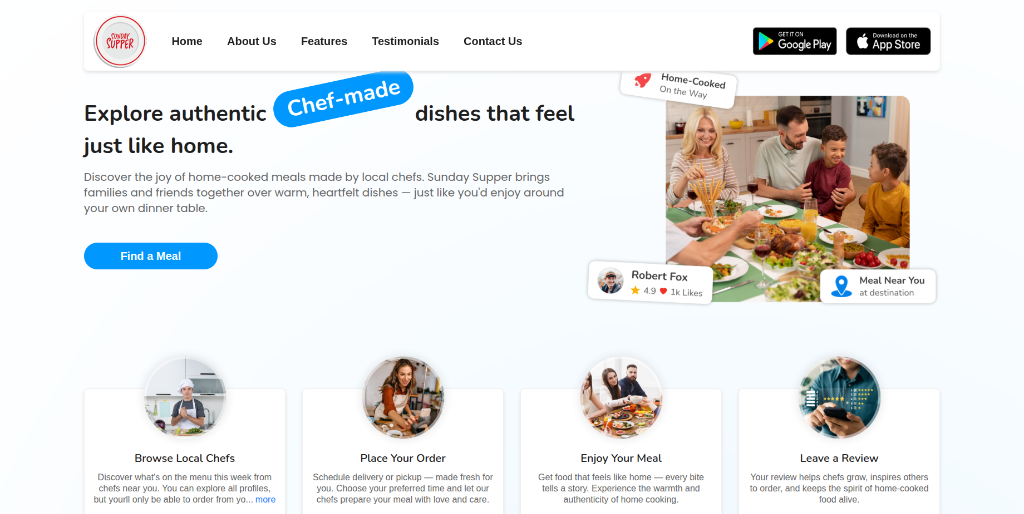 SUNDAY
SUPPER
Home
About Us
Features
Testimonials
Contact Us
GET IT ON
Google Play
Download on the
App Store
Explore authentic Chef-made dishes that feel
just like home.
Discover the joy of home-cooked meals made by local chefs. Sunday Supper brings
families and friends together over warm, heartfelt dishes — just like you'd enjoy around
your own dinner table.
Find a Meal
Home-Cooked
On the Way
Robert Fox
4.9 1k Likes
Meal Near You
at destination
Browse Local Chefs
Discover what's on the menu this week from
chefs near you. You can explore all profiles,
but youll only be able to order from yo... more
Place Your Order
Schedule delivery or pickup — made fresh for
you. Choose your preferred time and let our
chefs prepare your meal with love and care.
Enjoy Your Meal
Get food that feels like home — every bite
tells a story. Experience the warmth and
authenticity of home cooking.
Leave a Review
Your review helps chefs grow, inspires others
to order, and keeps the spirit of home-cooked
food alive.